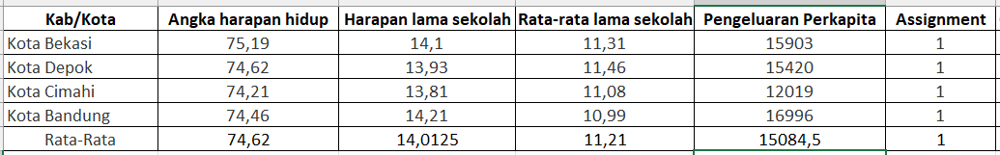 Kab/Kota Angka harapan hidup Harapan lama sekolah Rata-rata lama sekolah Pengeluaran Perkapita Assignment
Kota Bekasi 75,19 14,1 11,31 15903 1
Kota Depok 74,62 13,93 11,46 15420 1
Kota Cimahi 74,21 13,81 11,08 12019 1
Kota Bandung 74,46 14,21 10,99 16996 1
Rata-Rata 74,62 14,0125 11,21 15084,5 1